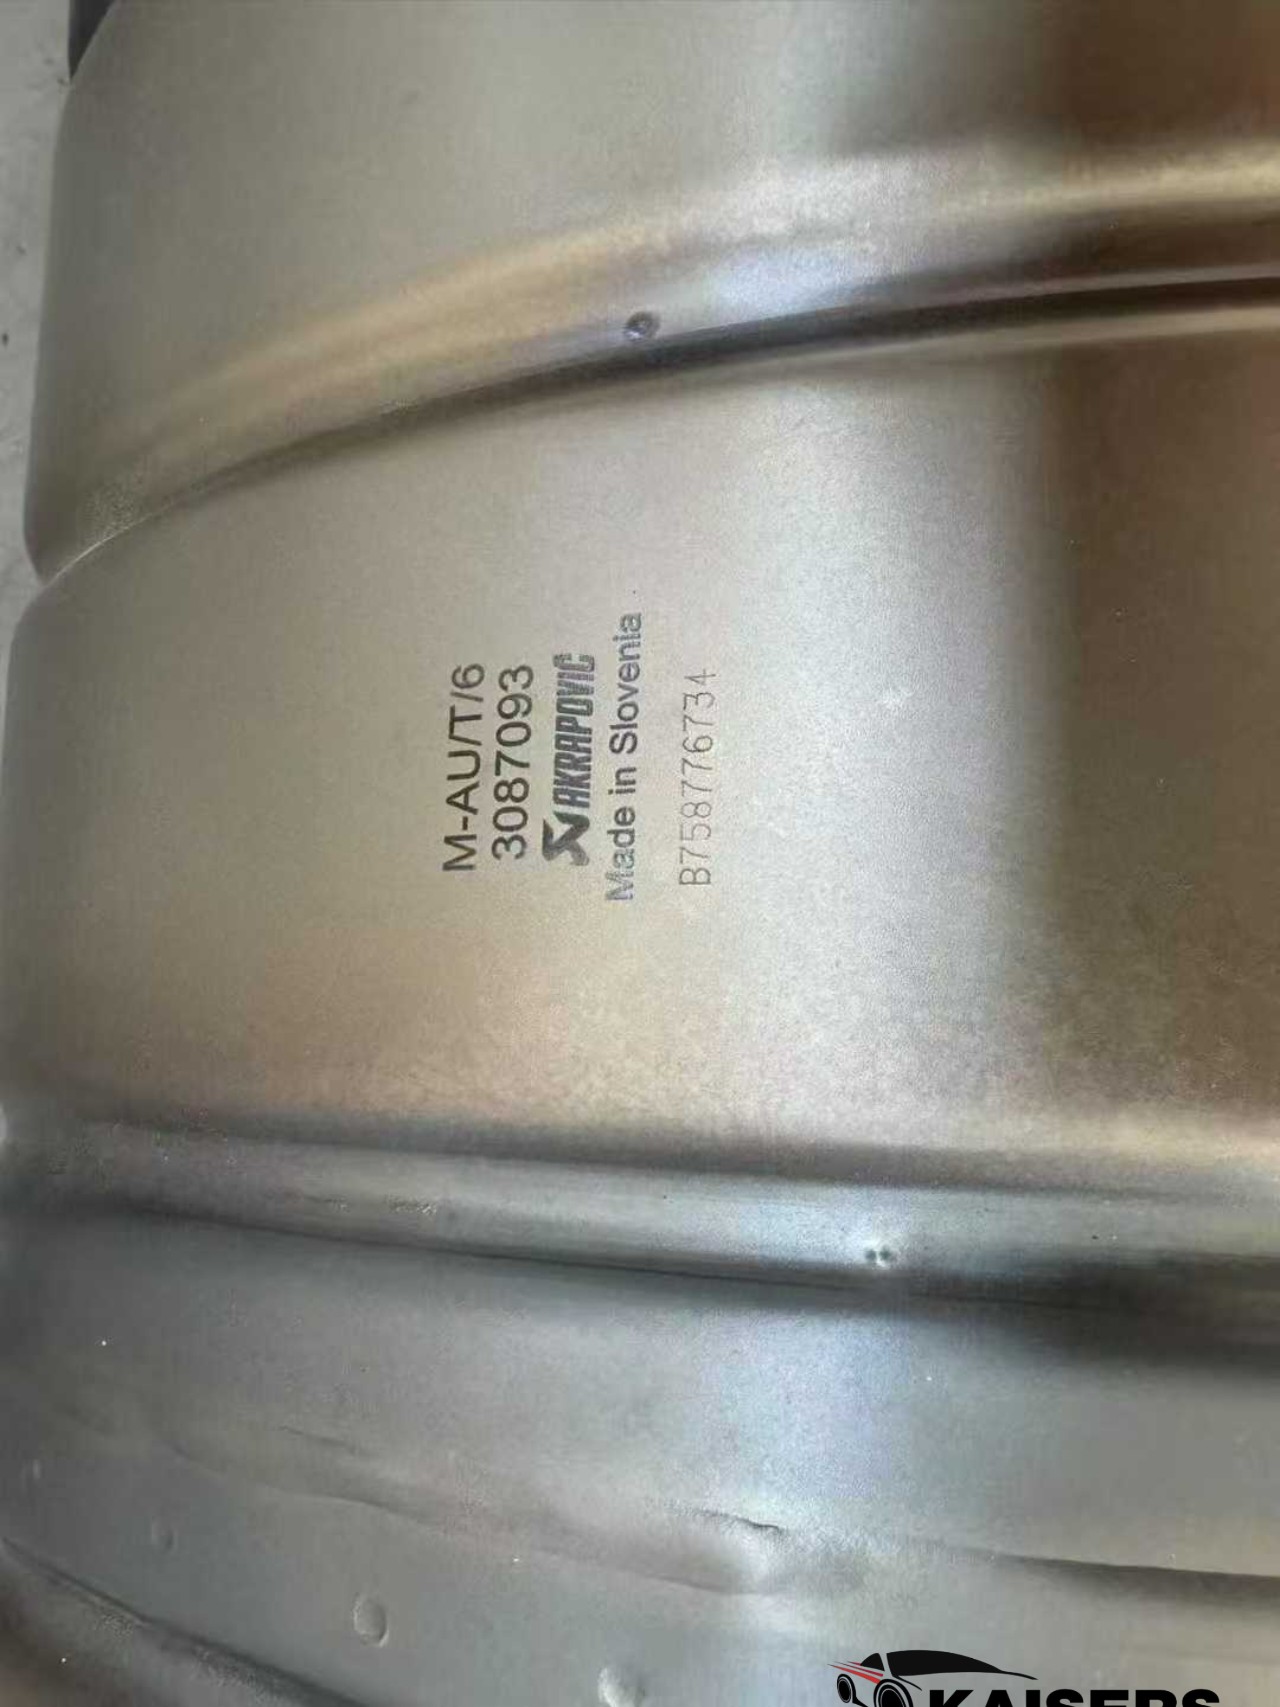 M-AU/T/6
3087093
AKRAPOVIC
Made in Slovenia
B758776734
KAISERS